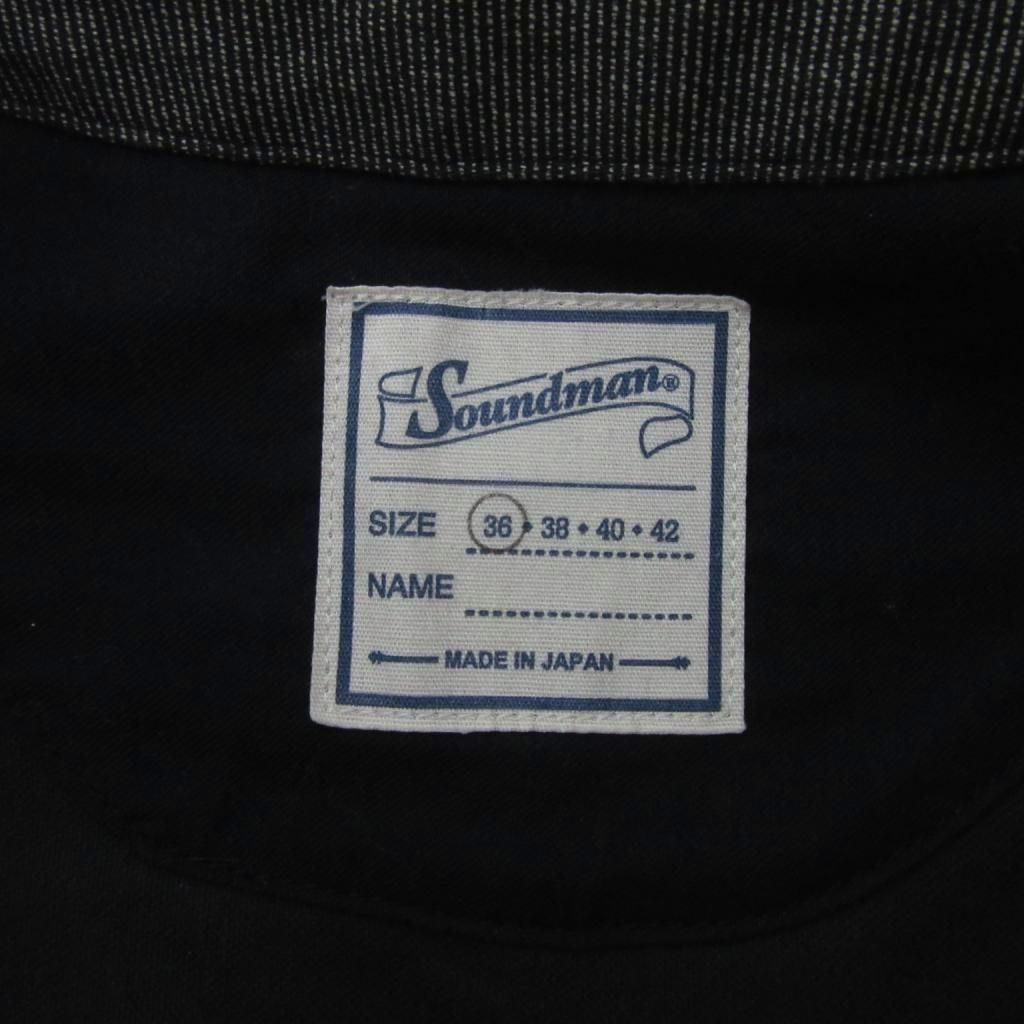 Soundman®
SIZE 36 • 38 • 40 • 42
NAME
MADE IN JAPAN